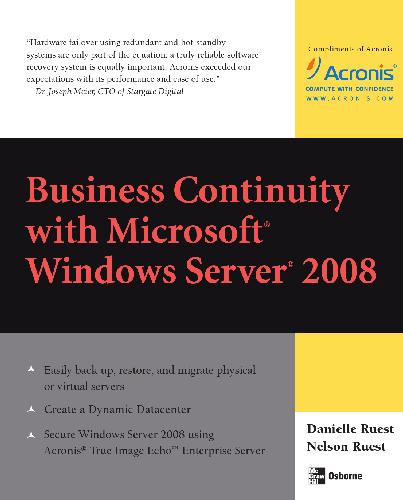 "Hardware fai over using redundant and hot standby
systems are only part of the equation; a truly reliable software
recovery system is equally important. Acronis exceeded our
expectations with its performance and ease of use."
Dr. Joseph Meier, CTO of Stargate Digital
Compliments of Acronis
Acronis®
COMPUTE WITH CONFIDENCE
WWW.ACRONIS.COM
Business Continuity
with Microsoft®
Windows Server® 2008
Easily back up, restore, and migrate physical
or virtual servers
Create a Dynamic Datacenter
Secure Windows Server 2008 using
Acronis® True Image Echo™ Enterprise Server
Danielle Ruest
Nelson Ruest
Mc
Graw
Hill
Osborne